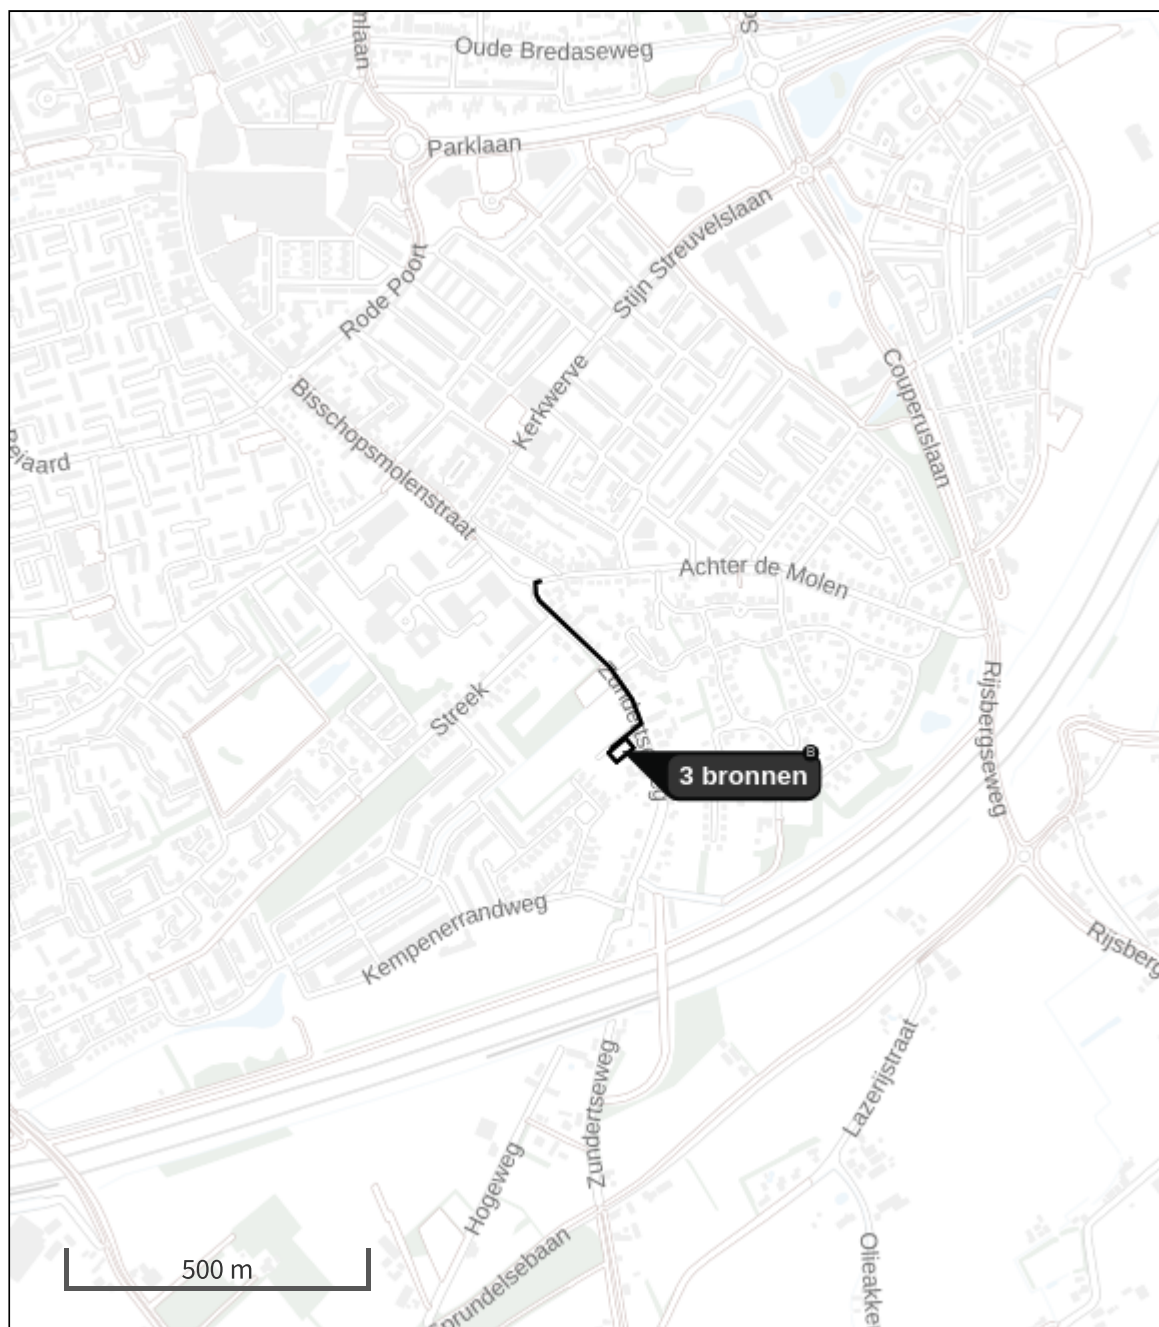 Oude Bredaseweg
Parklaan
Stijn Streuvelslaan
Rode Poort
Kerkwerve
Couperuslaan
Bisschopsmolenstraat
Achter de Molen
Streek
Rijsbergseweg
3 bronnen
B
Kempenerrandweg
Lazerijstraat
Zundertseweg
Hogeweg
500 m